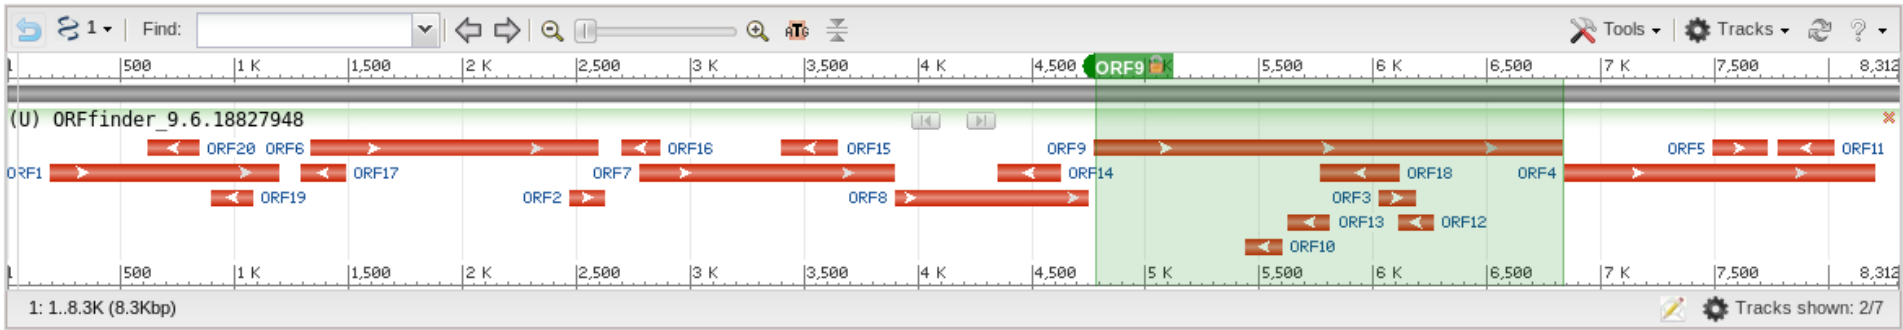 1 Find: ATG Tools Tracks ?
1 500 1 K 1,500 2 K 2,500 3 K 3,500 4 K 4,500 ORF9 K 5,500 6 K 6,500 7 K 7,500 8,312
(U) ORFfinder_9.6.18827948
ORF20 ORF6 ORF16 ORF15 ORF9 ORF5 ORF11
ORF1 ORF17 ORF7 ORF14 ORF18 ORF4
ORF19 ORF2 ORF8 ORF3
ORF13 ORF12
ORF10
1 500 1 K 1,500 2 K 2,500 3 K 3,500 4 K 4,500 5 K 5,500 6 K 6,500 7 K 7,500 8,312
1: 1..8.3K (8.3Kbp) Tracks shown: 2/7